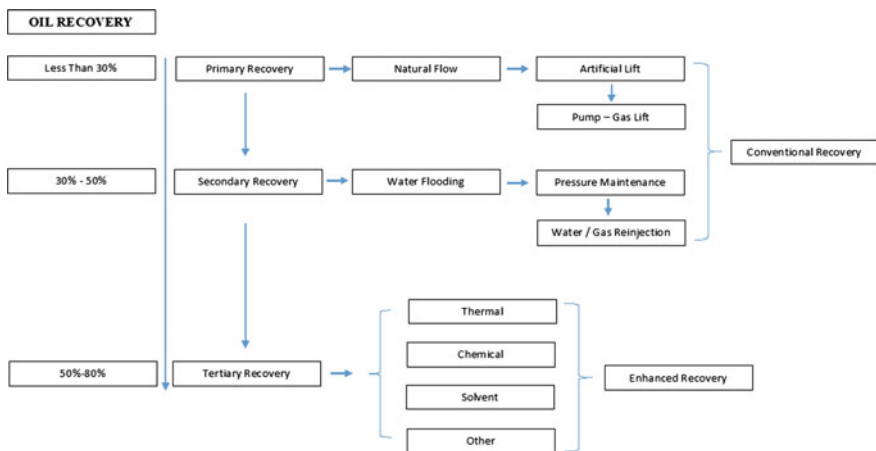 OIL RECOVERY
Less Than 30%
Primary Recovery
Natural Flow
Artificial Lift
Pump – Gas Lift
Conventional Recovery
30% - 50%
Secondary Recovery
Water Flooding
Pressure Maintenance
Water / Gas Reinjection
Thermal
Chemical
50%-80%
Tertiary Recovery
Enhanced Recovery
Solvent
Other